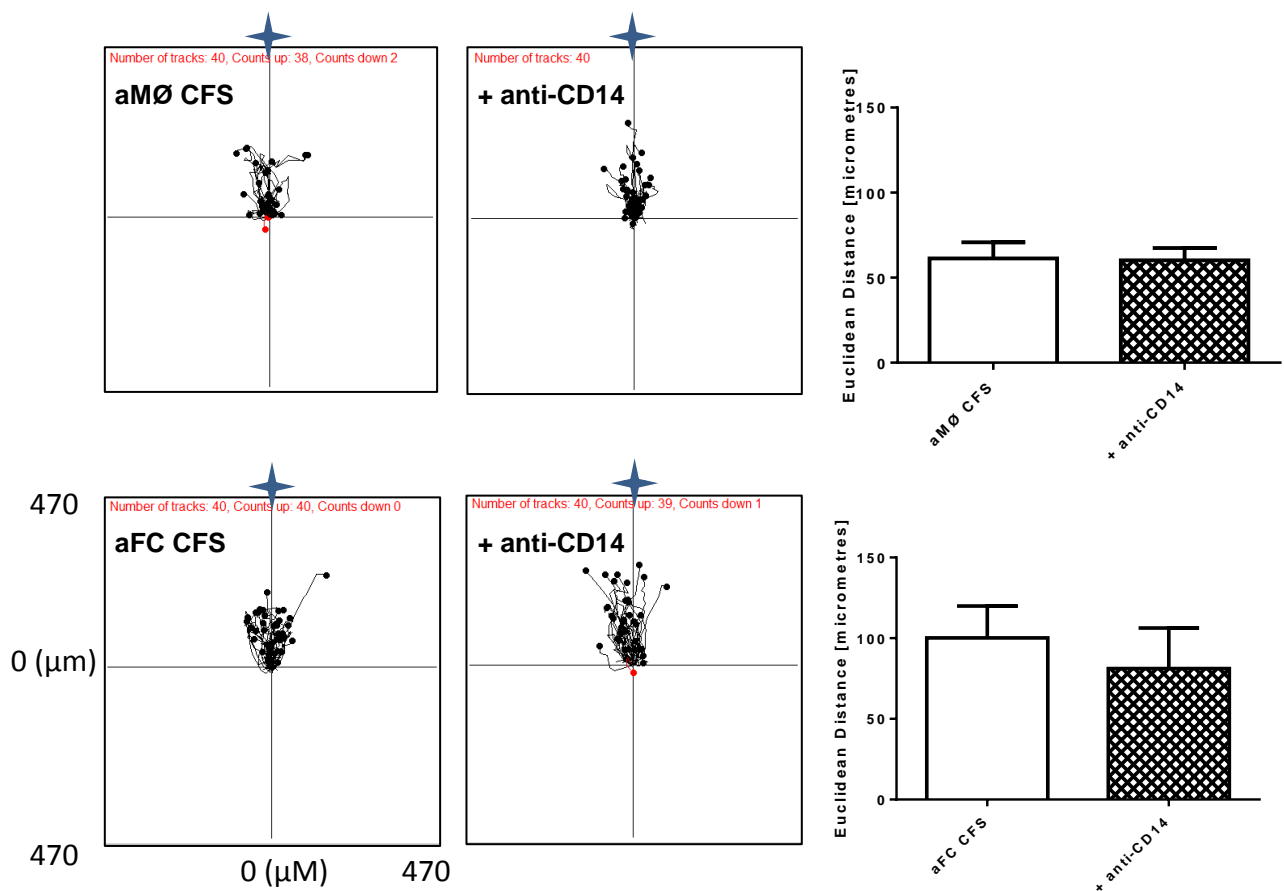 Number of tracks: 40, Counts up: 38, Counts down 2
aMØ CFS
Number of tracks: 40
+ anti-CD14
Euclidean Distance [micrometres]
150
100
50
0
aMØ CFS
+ anti-CD14
470
0 (µm)
470
Number of tracks: 40, Counts up: 40, Counts down 0
aFC CFS
0 (µM)
470
Number of tracks: 40, Counts up: 39, Counts down 1
+ anti-CD14
Euclidean Distance [micrometres]
150
100
50
0
aFC CFS
+ anti-CD14